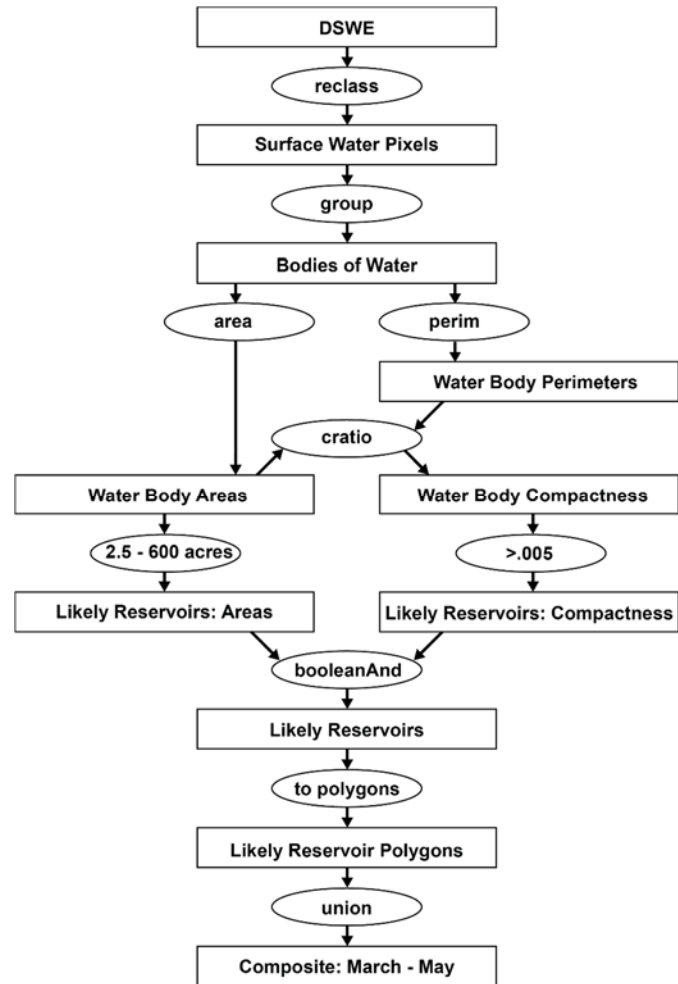 DSWE
reclass
Surface Water Pixels
group
Bodies of Water
area
perim
Water Body Perimeters
cratio
Water Body Areas
Water Body Compactness
2.5 - 600 acres
>.005
Likely Reservoirs: Areas
Likely Reservoirs: Compactness
booleanAnd
Likely Reservoirs
to polygons
Likely Reservoir Polygons
union
Composite: March - May